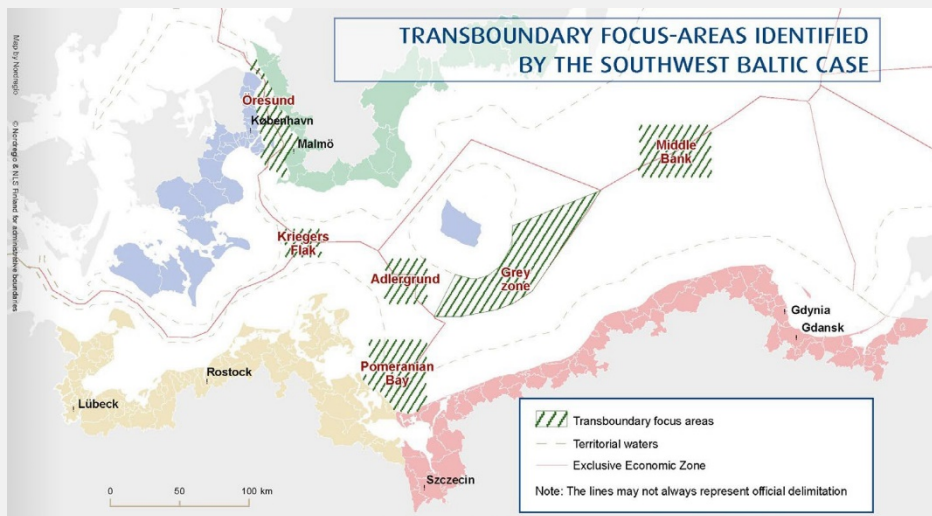 TRANSBOUNDARY FOCUS-AREAS IDENTIFIED
BY THE SOUTHWEST BALTIC CASE
Map by Nordregio
© Nordregio & NLS Finland for administrative boundaries
Öresund
København
Malmö
Middle
Bank
Kriegers
Flak
Adlergrund
Grey
zone
Gdynia
Gdansk
Pomeranian
Bay
Rostock
Lübeck
Szczecin
Transboundary focus areas
Territorial waters
Exclusive Economic Zone
Note: The lines may not always represent official delimitation
0 50 100 km